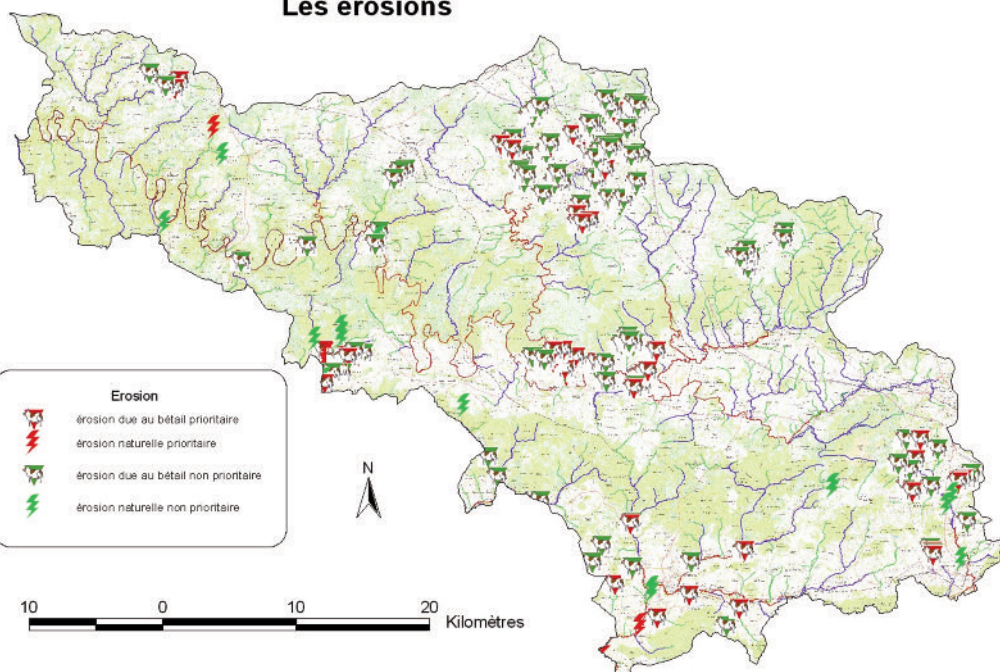 Les érosions
Erosion
érosion due au bétail prioritaire
érosion naturelle prioritaire
érosion due au bétail non prioritaire
érosion naturelle non prioritaire
N
10 0 10 20 Kilomètres